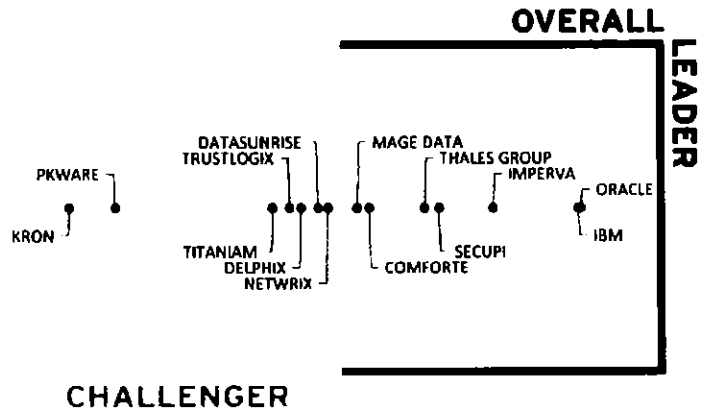 OVERALL
LEADER
DATASUNRISE
MAGE DATA
TRUSTLOGIX
THALES GROUP
IMPERVA
PKWARE
ORACLE
KRON
IBM
TITANIAM
SECUPI
DELPHIX
COMFORTE
NETWRIX
CHALLENGER